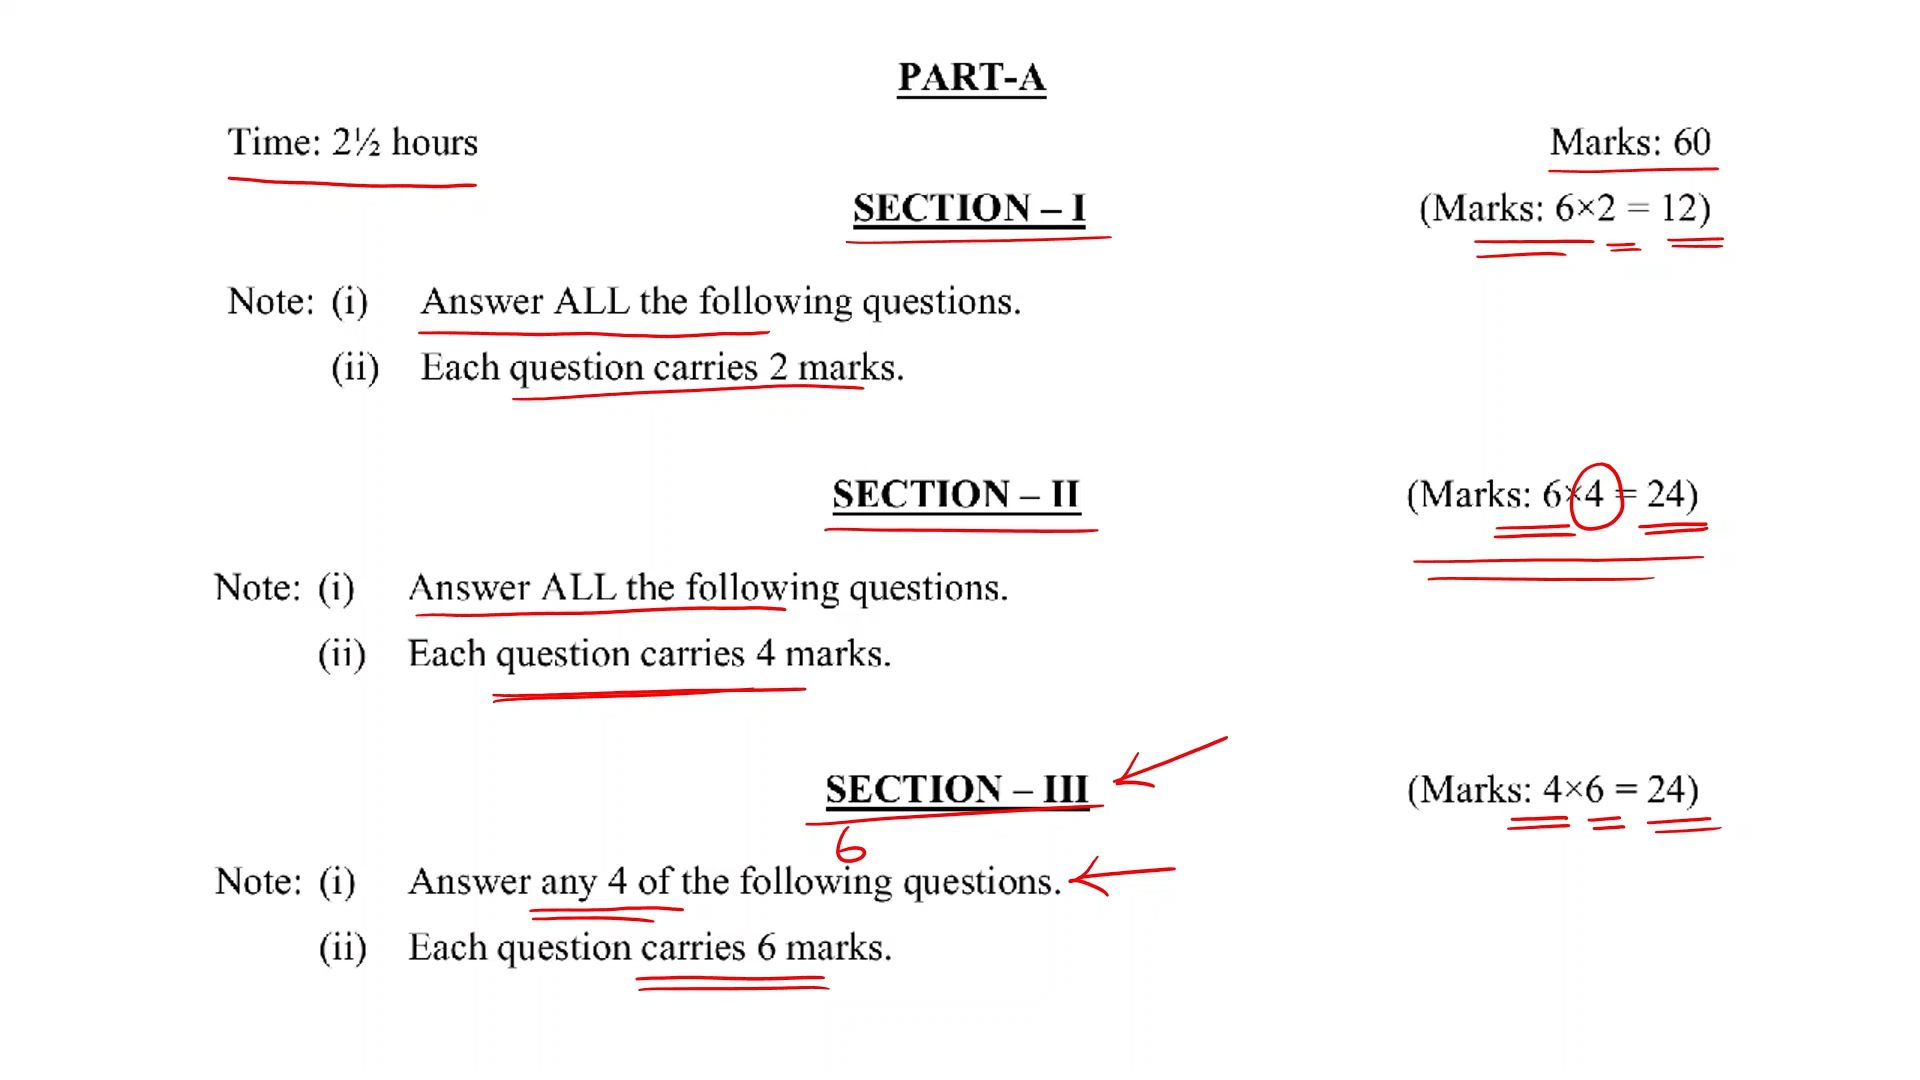 PART-A
Time: 2½ hours Marks: 60
SECTION – I (Marks: 6×2 = 12)
Note: (i) Answer ALL the following questions.
(ii) Each question carries 2 marks.
SECTION – II (Marks: 6×4 = 24)
Note: (i) Answer ALL the following questions.
(ii) Each question carries 4 marks.
SECTION – III (Marks: 4×6 = 24)
6
Note: (i) Answer any 4 of the following questions.
(ii) Each question carries 6 marks.